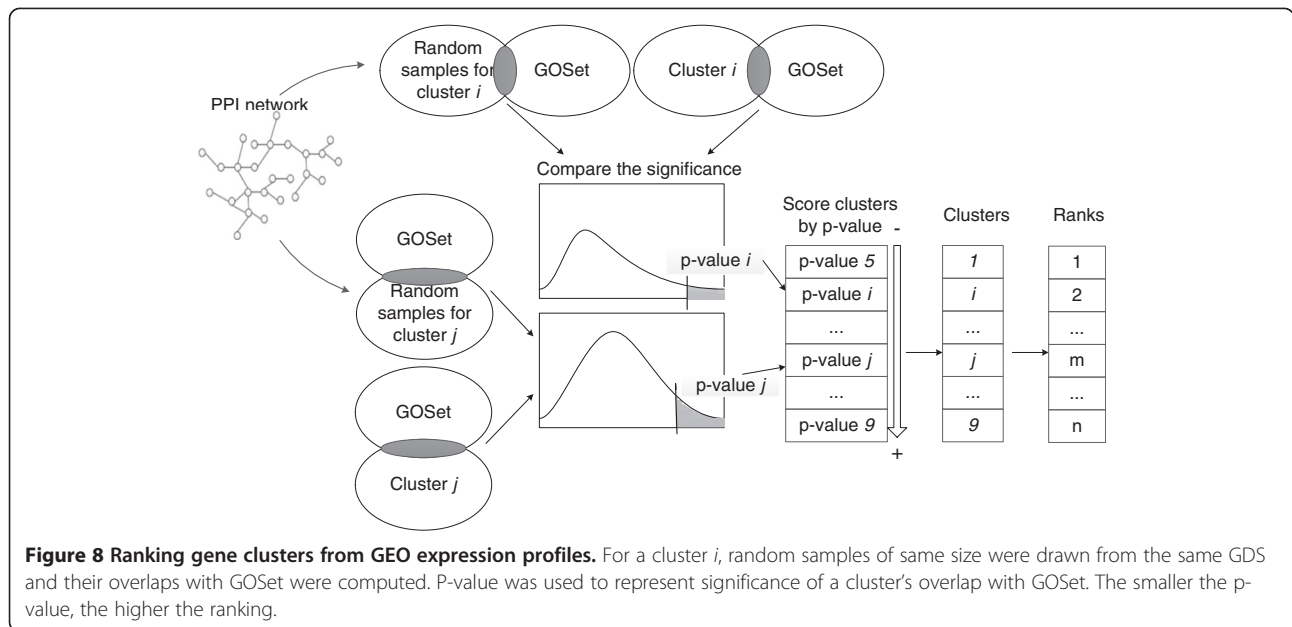 Random
samples for
cluster i
GOSet
Cluster i
GOSet
PPI network
Compare the significance
GOSet
Random
samples for
cluster j
GOSet
Cluster j
p-value i
p-value j
Score clusters
by p-value
-
+
p-value 5
p-value i
...
p-value j
...
p-value 9
Clusters
1
i
...
j
...
9
Ranks
1
2
...
m
...
n
Figure 8 Ranking gene clusters from GEO expression profiles. For a cluster i, random samples of same size were drawn from the same GDS
and their overlaps with GOSet were computed. P-value was used to represent significance of a cluster's overlap with GOSet. The smaller the p-
value, the higher the ranking.